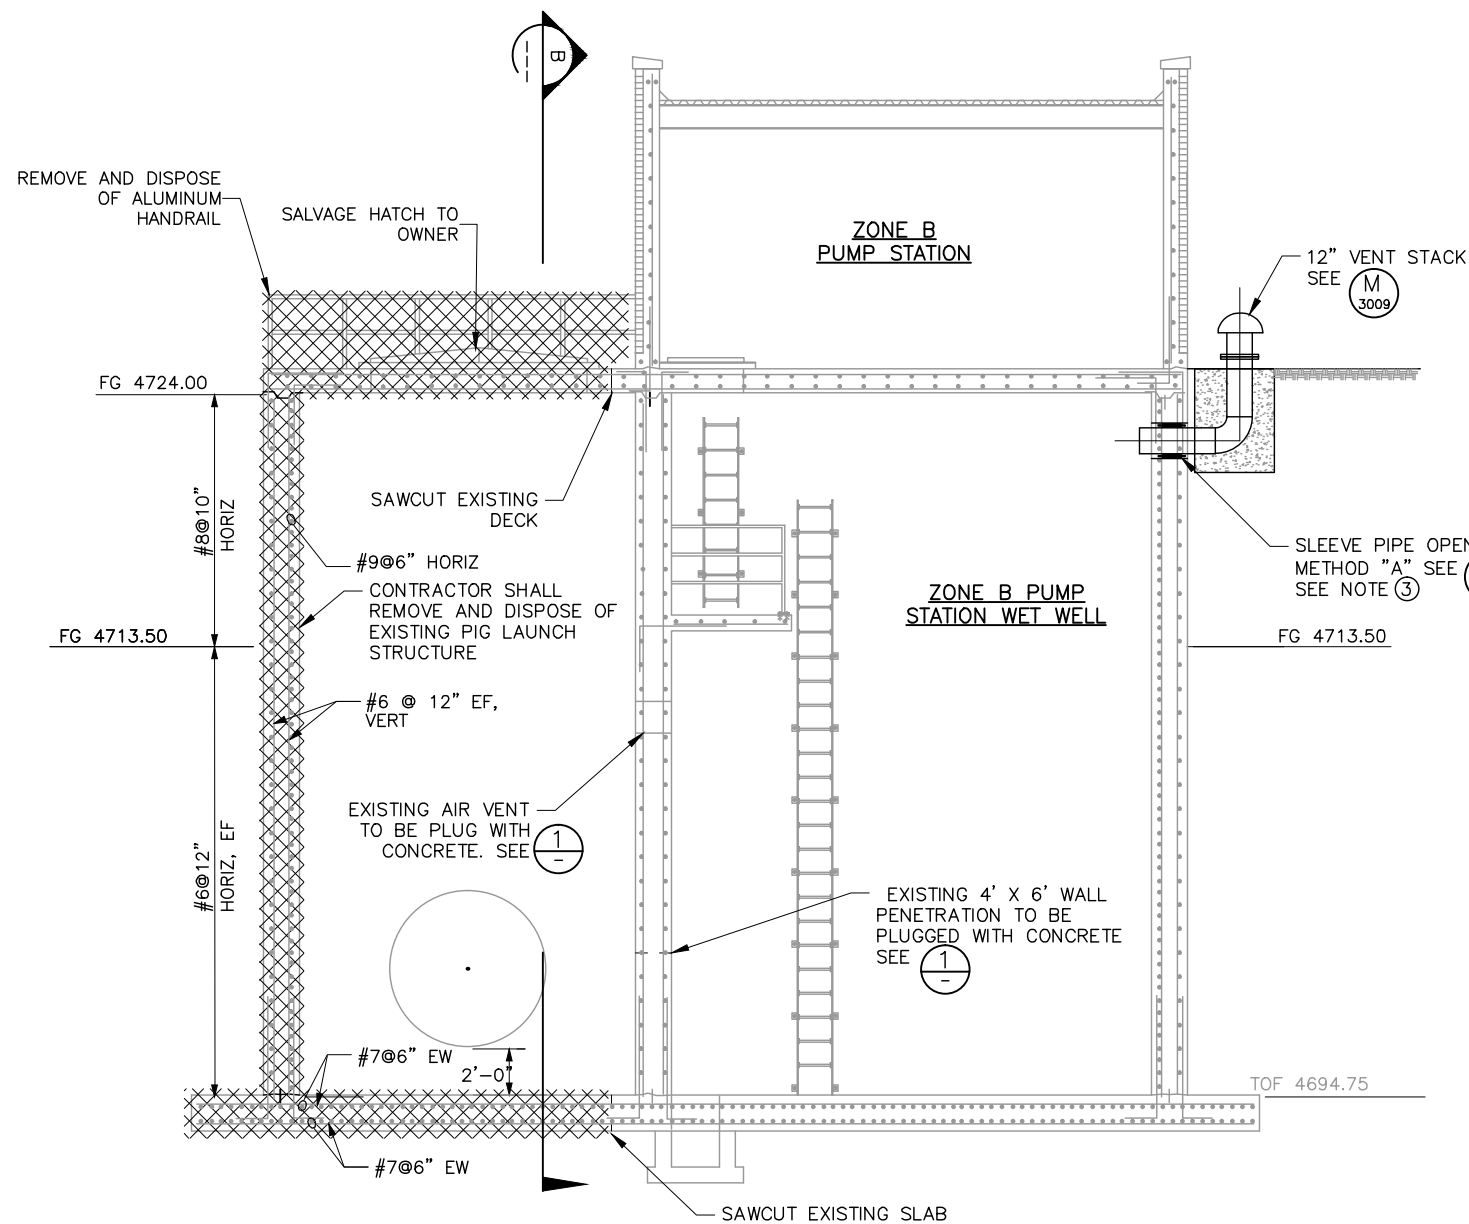 B
REMOVE AND DISPOSE
OF ALUMINUM
HANDRAIL
SALVAGE HATCH TO
OWNER
ZONE B
PUMP STATION
12" VENT STACK
SEE
M
3009
FG 4724.00
#8@10"
HORIZ
SAWCUT EXISTING
DECK
#9@6" HORIZ
CONTRACTOR SHALL
REMOVE AND DISPOSE OF
EXISTING PIG LAUNCH
STRUCTURE
ZONE B PUMP
STATION WET WELL
SLEEVE PIPE OPEN
METHOD "A" SEE
SEE NOTE 3
FG 4713.50
FG 4713.50
#6 @ 12" EF,
VERT
EXISTING AIR VENT
TO BE PLUG WITH
CONCRETE. SEE
1
-
#6@12"
HORIZ, EF
EXISTING 4' X 6' WALL
PENETRATION TO BE
PLUGGED WITH CONCRETE
SEE
1
-
#7@6" EW
2'-0"
TOF 4694.75
#7@6" EW
SAWCUT EXISTING SLAB